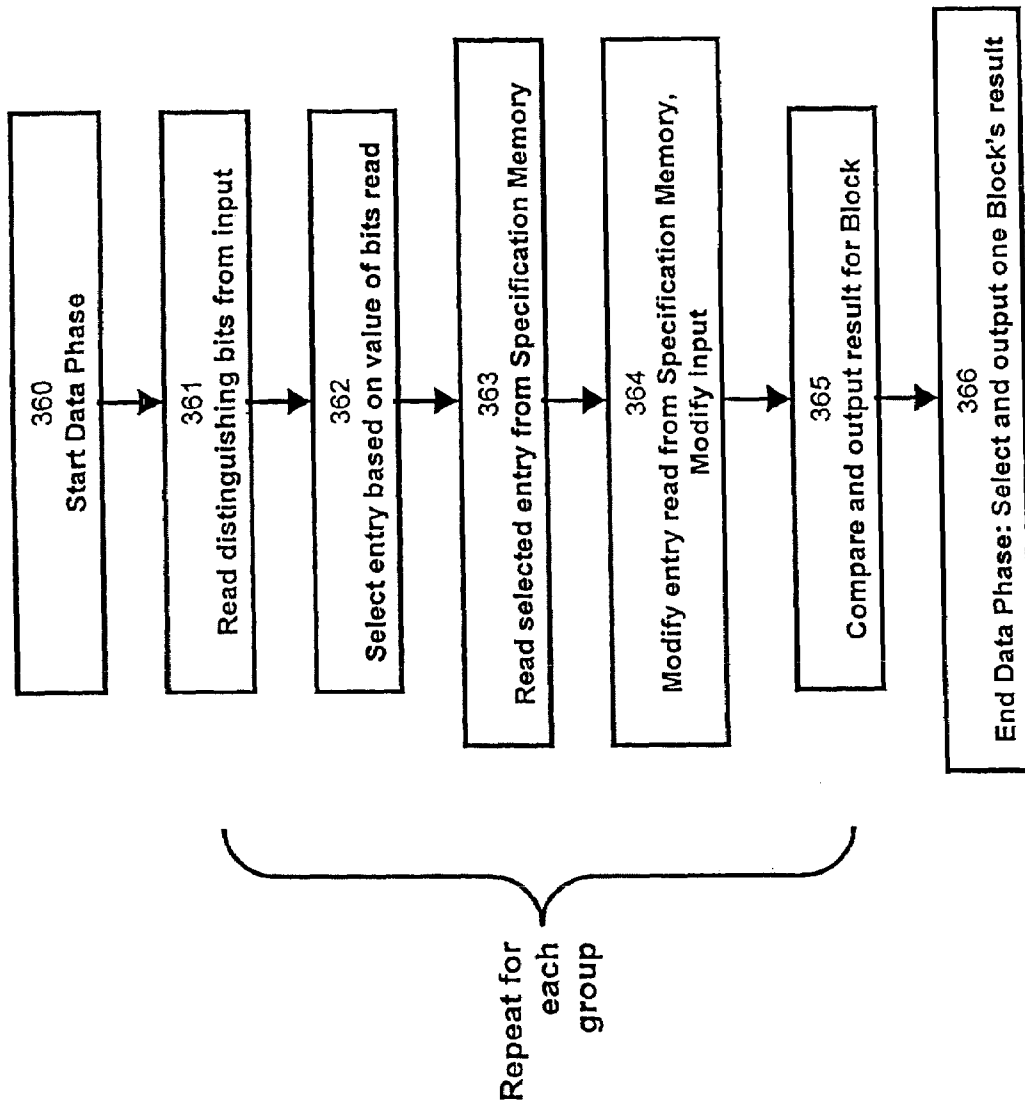 360
Start Data Phase
361
Read distinguishing bits from input
362
Select entry based on value of bits read
363
Read selected entry from Specification Memory
364
Modify entry read from Specification Memory,
Modify Input
365
Compare and output result for Block
366
End Data Phase: Select and output one Block's result
Repeat for
each
group